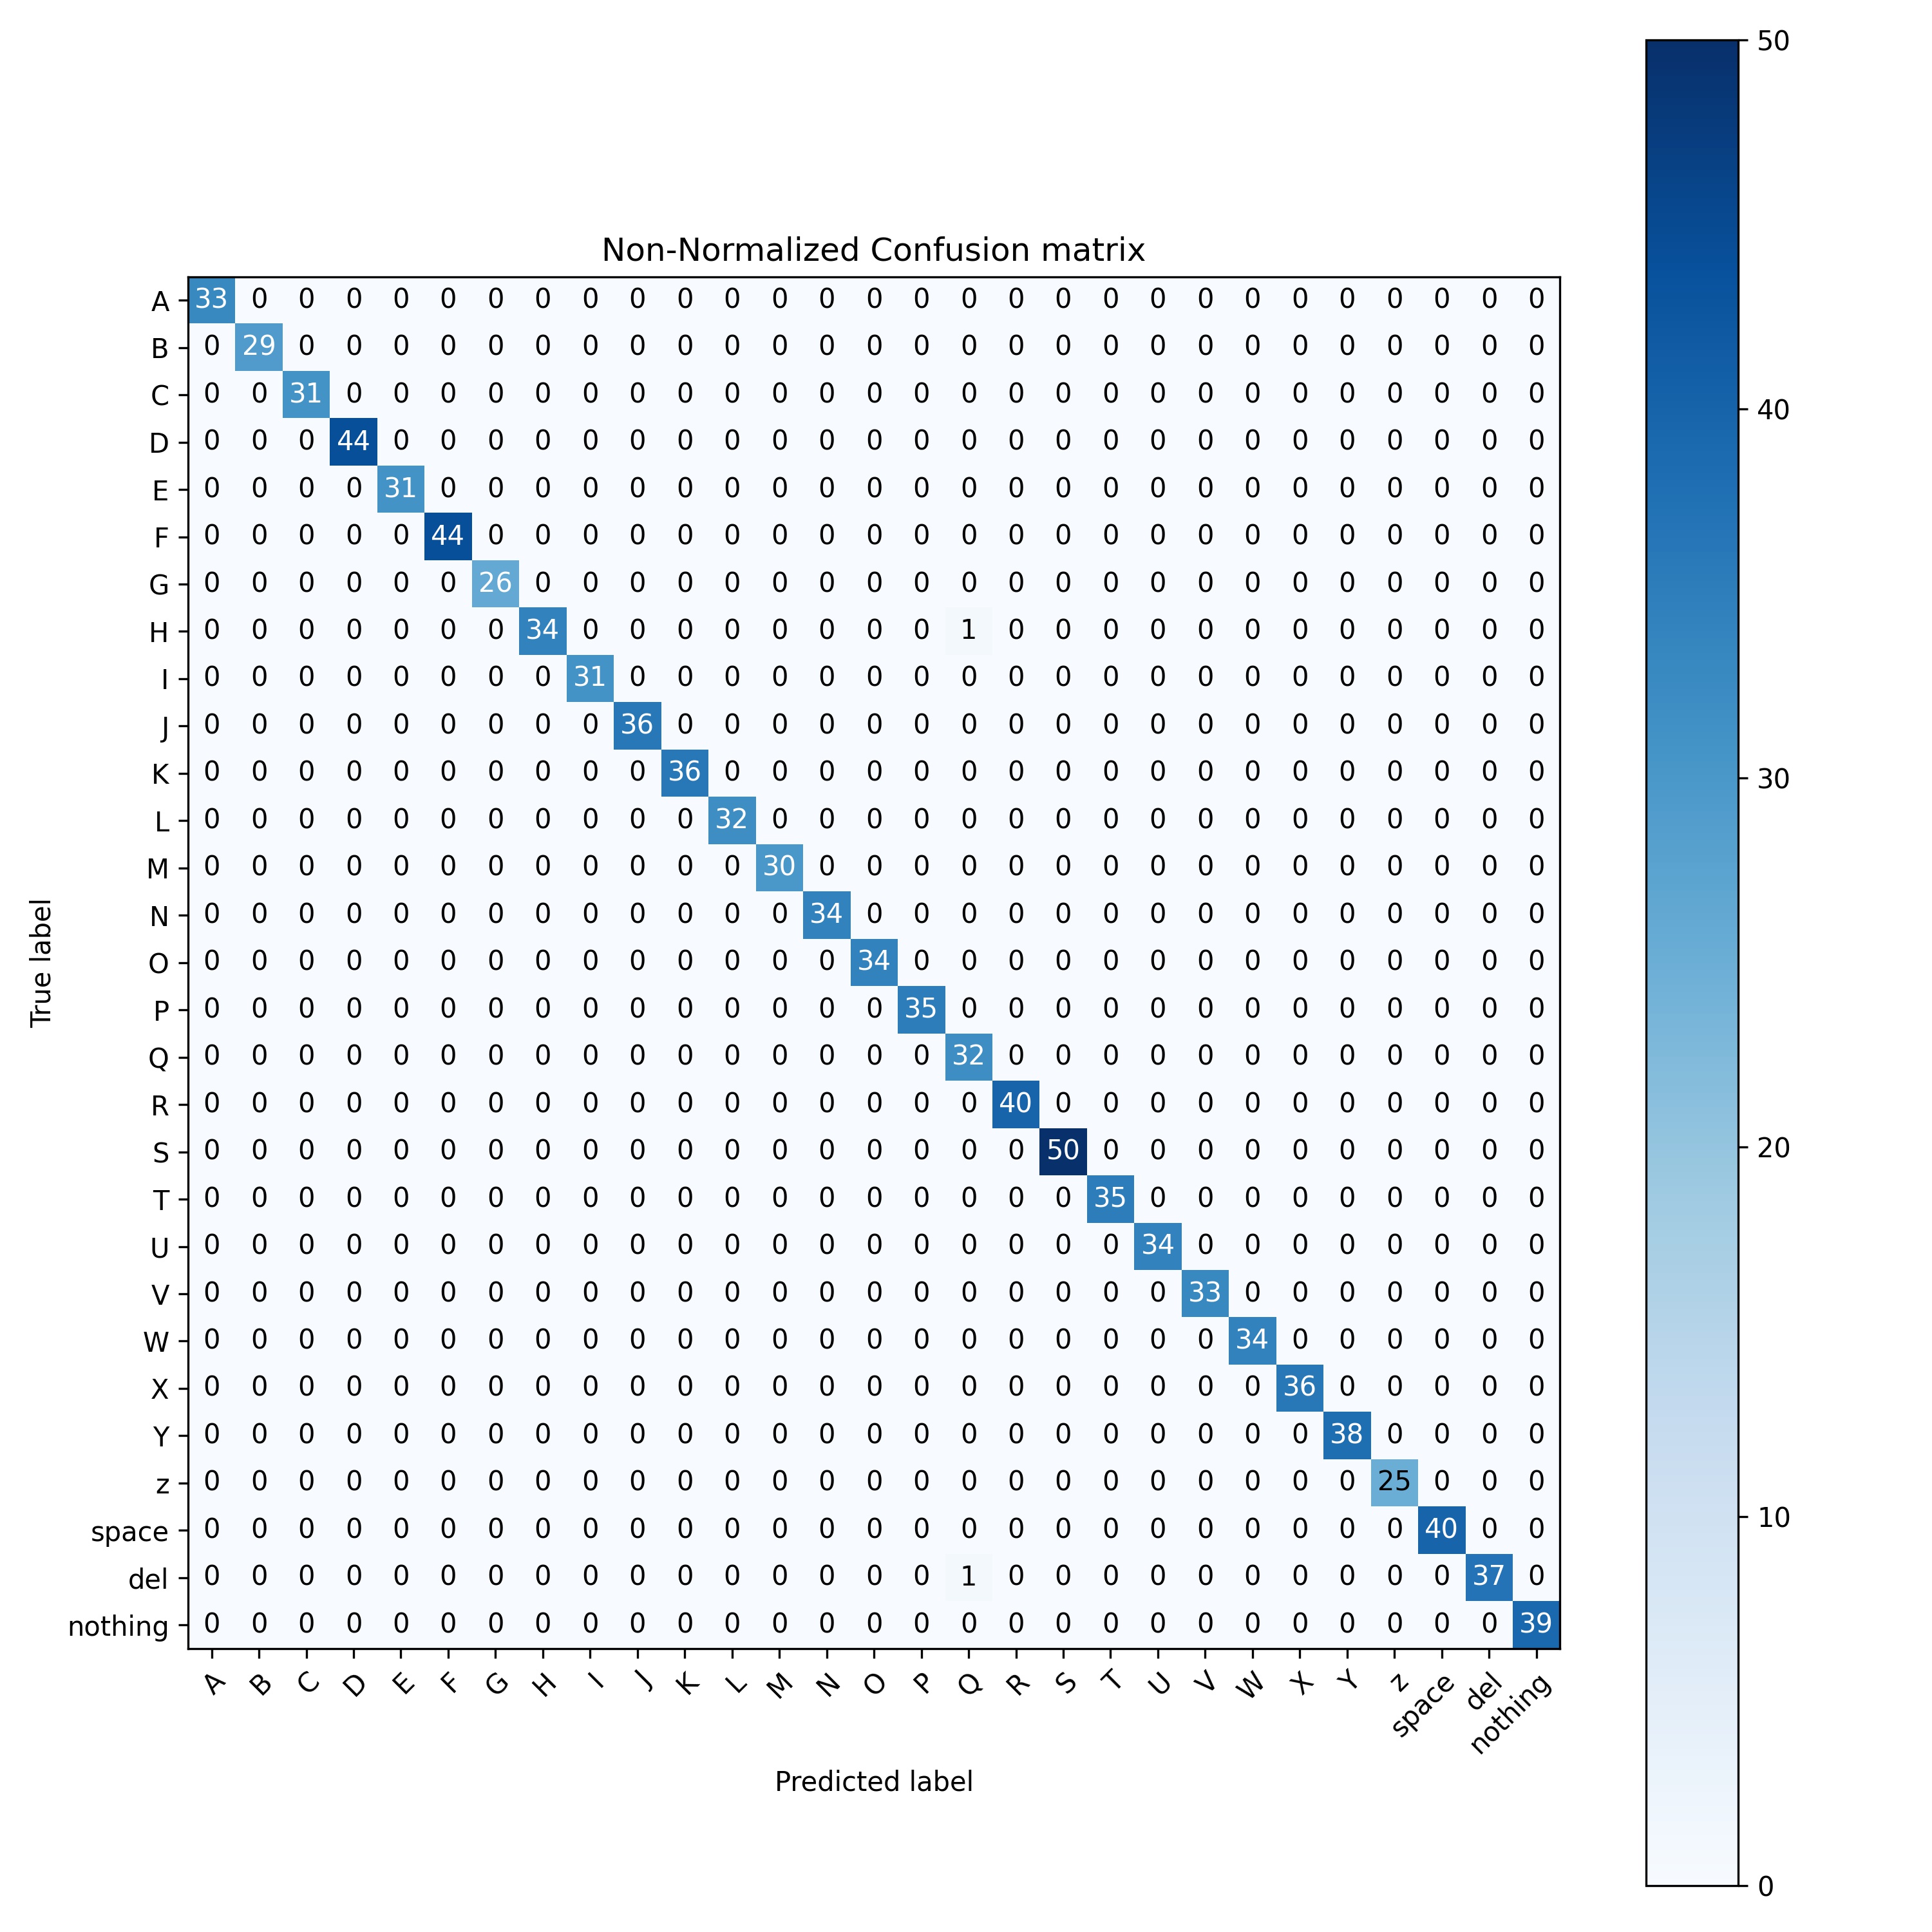 50
Non-Normalized Confusion matrix
A 33 0 0 0 0 0 0 0 0 0 0 0 0 0 0 0 0 0 0 0 0 0 0 0 0 0 0 0 0
B 0 29 0 0 0 0 0 0 0 0 0 0 0 0 0 0 0 0 0 0 0 0 0 0 0 0 0 0 0
C 0 0 31 0 0 0 0 0 0 0 0 0 0 0 0 0 0 0 0 0 0 0 0 0 0 0 0 0 0
D 0 0 0 44 0 0 0 0 0 0 0 0 0 0 0 0 0 0 0 0 0 0 0 0 0 0 0 0 0
E 0 0 0 0 31 0 0 0 0 0 0 0 0 0 0 0 0 0 0 0 0 0 0 0 0 0 0 0 0
F 0 0 0 0 0 44 0 0 0 0 0 0 0 0 0 0 0 0 0 0 0 0 0 0 0 0 0 0 0
G 0 0 0 0 0 0 26 0 0 0 0 0 0 0 0 0 0 0 0 0 0 0 0 0 0 0 0 0 0
H 0 0 0 0 0 0 0 34 0 0 0 0 0 0 0 0 1 0 0 0 0 0 0 0 0 0 0 0 0
I 0 0 0 0 0 0 0 0 31 0 0 0 0 0 0 0 0 0 0 0 0 0 0 0 0 0 0 0 0
J 0 0 0 0 0 0 0 0 0 36 0 0 0 0 0 0 0 0 0 0 0 0 0 0 0 0 0 0 0
K 0 0 0 0 0 0 0 0 0 0 36 0 0 0 0 0 0 0 0 0 0 0 0 0 0 0 0 0 0
L 0 0 0 0 0 0 0 0 0 0 0 32 0 0 0 0 0 0 0 0 0 0 0 0 0 0 0 0 0
M 0 0 0 0 0 0 0 0 0 0 0 0 30 0 0 0 0 0 0 0 0 0 0 0 0 0 0 0 0
N 0 0 0 0 0 0 0 0 0 0 0 0 0 34 0 0 0 0 0 0 0 0 0 0 0 0 0 0 0
O 0 0 0 0 0 0 0 0 0 0 0 0 0 0 34 0 0 0 0 0 0 0 0 0 0 0 0 0 0
P 0 0 0 0 0 0 0 0 0 0 0 0 0 0 0 35 0 0 0 0 0 0 0 0 0 0 0 0 0
Q 0 0 0 0 0 0 0 0 0 0 0 0 0 0 0 0 32 0 0 0 0 0 0 0 0 0 0 0 0
R 0 0 0 0 0 0 0 0 0 0 0 0 0 0 0 0 0 40 0 0 0 0 0 0 0 0 0 0 0
S 0 0 0 0 0 0 0 0 0 0 0 0 0 0 0 0 0 0 50 0 0 0 0 0 0 0 0 0 0
T 0 0 0 0 0 0 0 0 0 0 0 0 0 0 0 0 0 0 0 35 0 0 0 0 0 0 0 0 0
U 0 0 0 0 0 0 0 0 0 0 0 0 0 0 0 0 0 0 0 0 34 0 0 0 0 0 0 0 0
V 0 0 0 0 0 0 0 0 0 0 0 0 0 0 0 0 0 0 0 0 0 33 0 0 0 0 0 0 0
W 0 0 0 0 0 0 0 0 0 0 0 0 0 0 0 0 0 0 0 0 0 0 34 0 0 0 0 0 0
X 0 0 0 0 0 0 0 0 0 0 0 0 0 0 0 0 0 0 0 0 0 0 0 36 0 0 0 0 0
Y 0 0 0 0 0 0 0 0 0 0 0 0 0 0 0 0 0 0 0 0 0 0 0 0 38 0 0 0 0
z 0 0 0 0 0 0 0 0 0 0 0 0 0 0 0 0 0 0 0 0 0 0 0 0 0 25 0 0 0
space 0 0 0 0 0 0 0 0 0 0 0 0 0 0 0 0 0 0 0 0 0 0 0 0 0 0 40 0 0
del 0 0 0 0 0 0 0 0 0 0 0 0 0 0 0 0 1 0 0 0 0 0 0 0 0 0 0 37 0
nothing 0 0 0 0 0 0 0 0 0 0 0 0 0 0 0 0 0 0 0 0 0 0 0 0 0 0 0 0 39
A B C D E F G H I J K L M N O P Q R S T U V W X Y z space del nothing
True label
Predicted label
40
30
20
10
0